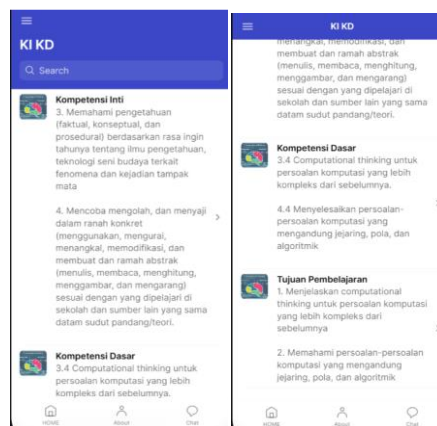 KI KD
Search
Kompetensi Inti
3. Memahami pengetahuan
(faktual, konseptual, dan
prosedural) berdasarkan rasa ingin
tahunya tentang ilmu pengetahuan,
teknologi seni budaya terkait
fenomena dan kejadian tampak
mata
4. Mencoba mengolah, dan menyaji
dalam ranah konkret
(menggunakan, mengurai,
menangkal, memodifikasi, dan
membuat dan ramah abstrak
(menulis, membaca, menghitung,
menggambar, dan mengarang)
sesuai dengan yang dipelajari di
sekolah dan sumber lain yang sama
datam sudut pandang/teori.
Kompetensi Dasar
3.4 Computational thinking untuk
persoalan komputasi yang lebih
kompleks dari sebelumnya.
HOME About Chat
KI KD
menangkal, memodifikasi, dan
membuat dan ramah abstrak
(menulis, membaca, menghitung,
menggambar, dan mengarang)
sesuai dengan yang dipelajari di
sekolah dan sumber lain yang sama
datam sudut pandang/teori.
Kompetensi Dasar
3.4 Computational thinking untuk
persoalan komputasi yang lebih
kompleks dari sebelumnya.
4.4 Menyelesaikan persoalan-
persoalan komputasi yang
mengandung jejaring, pola, dan
algoritmik
Tujuan Pembelajaran
1. Menjelaskan computational
thinking untuk persoalan komputasi
yang lebih kompleks dari
sebelumnya
2. Memahami persoalan-persoalan
komputasi yang mengandung
jejaring, pola, dan algoritmik
HOME About Chat